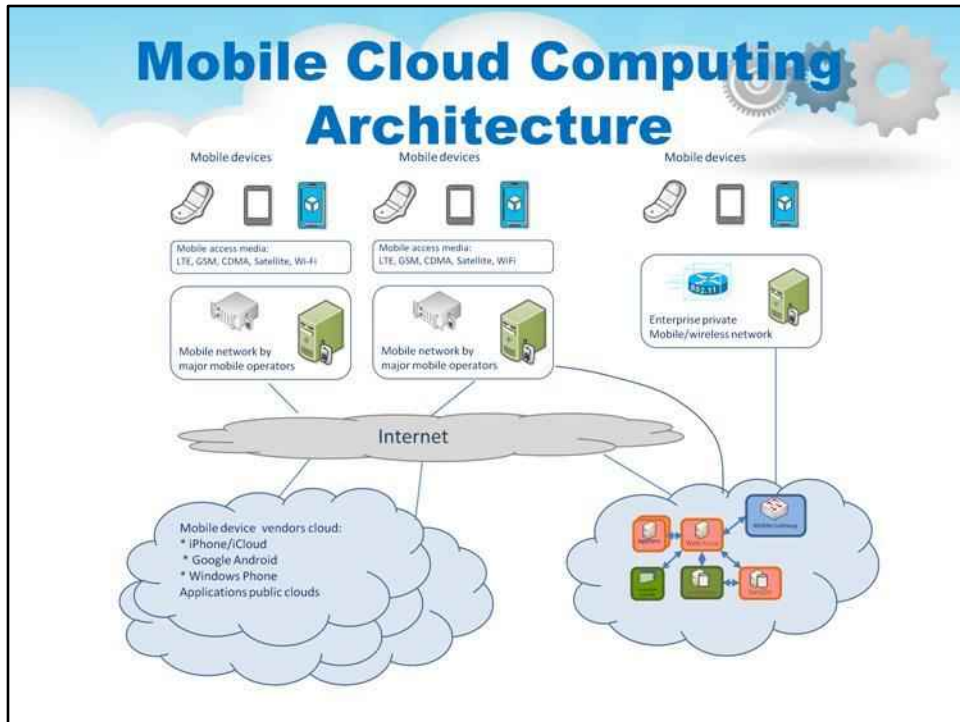 Mobile Cloud Computing
Architecture
Mobile devices
Mobile devices
Mobile devices
Mobile access media:
LTE, GSM, CDMA, Satellite, Wi-Fi
Mobile access media:
LTE, GSM, CDMA, Satellite, WiFi
802.11
Mobile network by
major mobile operators
Mobile network by
major mobile operators
Enterprise private
Mobile/wireless network
Internet
Mobile device vendors cloud:
* iPhone/iCloud
* Google Android
* Windows Phone
Applications public clouds